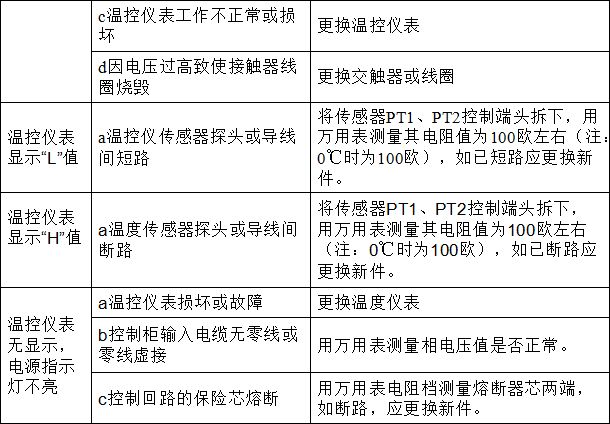 c温控仪表工作不正常或损
坏
更换温控仪表
d因电压过高致使接触器线
圈烧毁
更换交触器或线圈
温控仪表
显示“L”值
a温控仪传感器探头或导线
间短路
将传感器PT1、PT2控制端头拆下，用
万用表测量其电阻值为100欧左右（注：
0℃时为100欧），如已短路应更换新
件。
温控仪表
显示“H”值
a温度传感器探头或导线间
断路
将传感器PT1、PT2控制端头拆下，
用万用表测量其电阻值为100欧左右
（注：0℃时为100欧），如已断路应
更换新件。
温控仪表
无显示，
电源指示
灯不亮
a温控仪表损坏或故障
更换温度仪表
b控制柜输入电缆无零线或
零线虚接
用万用表测量相电压值是否正常。
c控制回路的保险芯熔断
用万用表电阻档测量熔断器芯两端，
如断路，应更换新件。